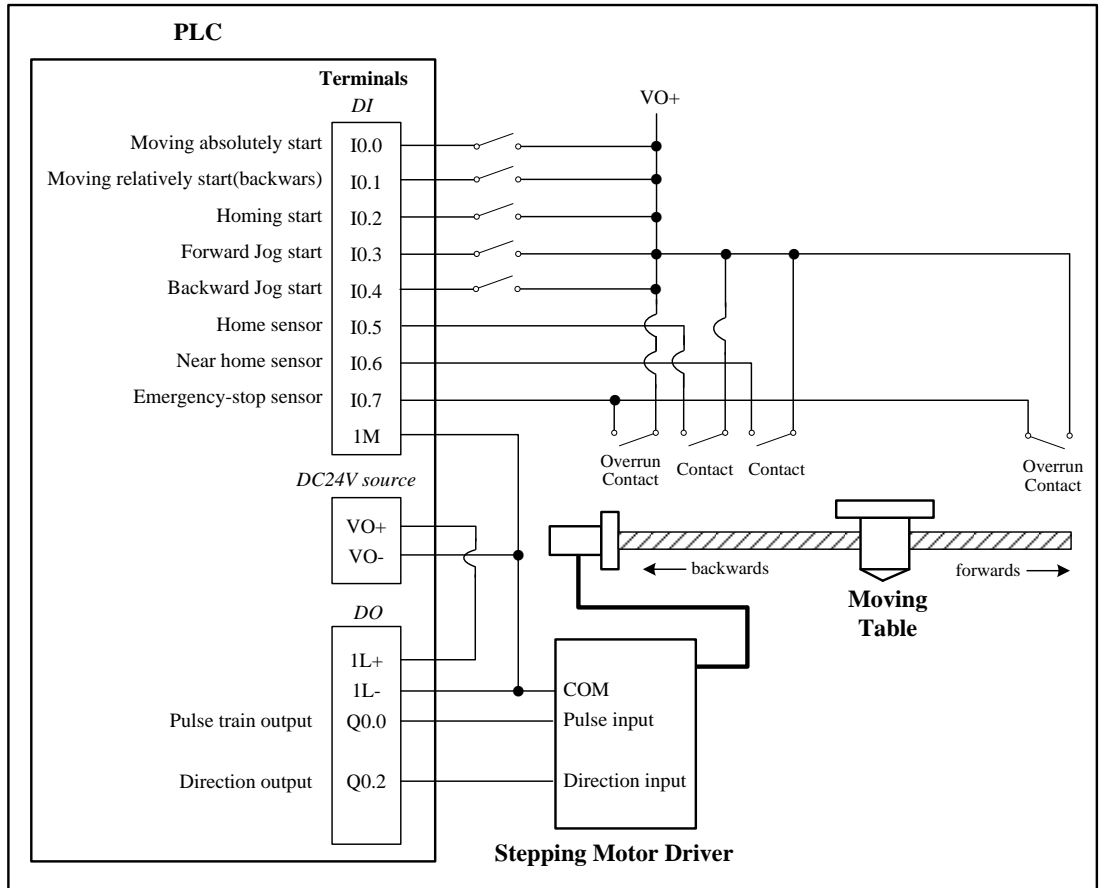 PLC
Terminals
DI
VO+
Moving absolutely start
I0.0
Moving relatively start(backwars)
I0.1
Homing start
I0.2
Forward Jog start
I0.3
Backward Jog start
I0.4
Home sensor
I0.5
Near home sensor
I0.6
Emergency-stop sensor
I0.7
1M
Overrun
Contact
Contact
Contact
Overrun
Contact
DC24V source
VO+
VO-
backwards
forwards
Moving
Table
DO
1L+
1L-
COM
Pulse train output
Q0.0
Pulse input
Direction output
Q0.2
Direction input
Stepping Motor Driver